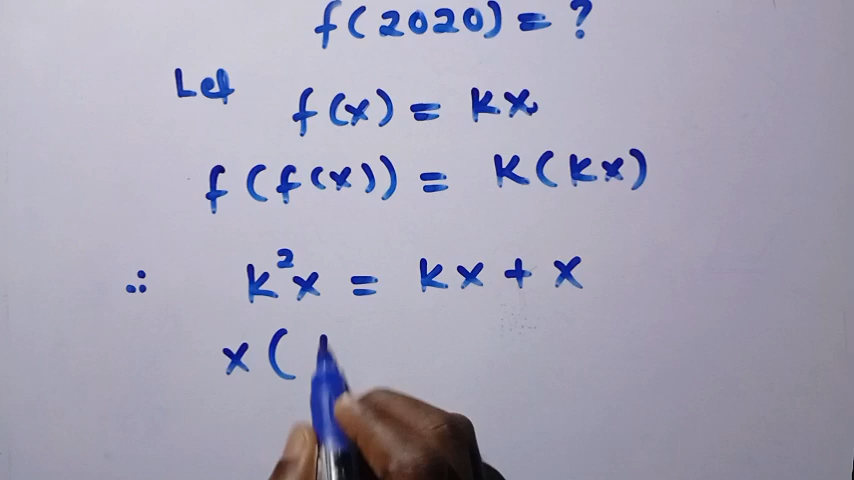 f(2020) = ?
Let f(x) = kx
f(f(x)) = k(kx)
∴ k²x = kx + x
x (